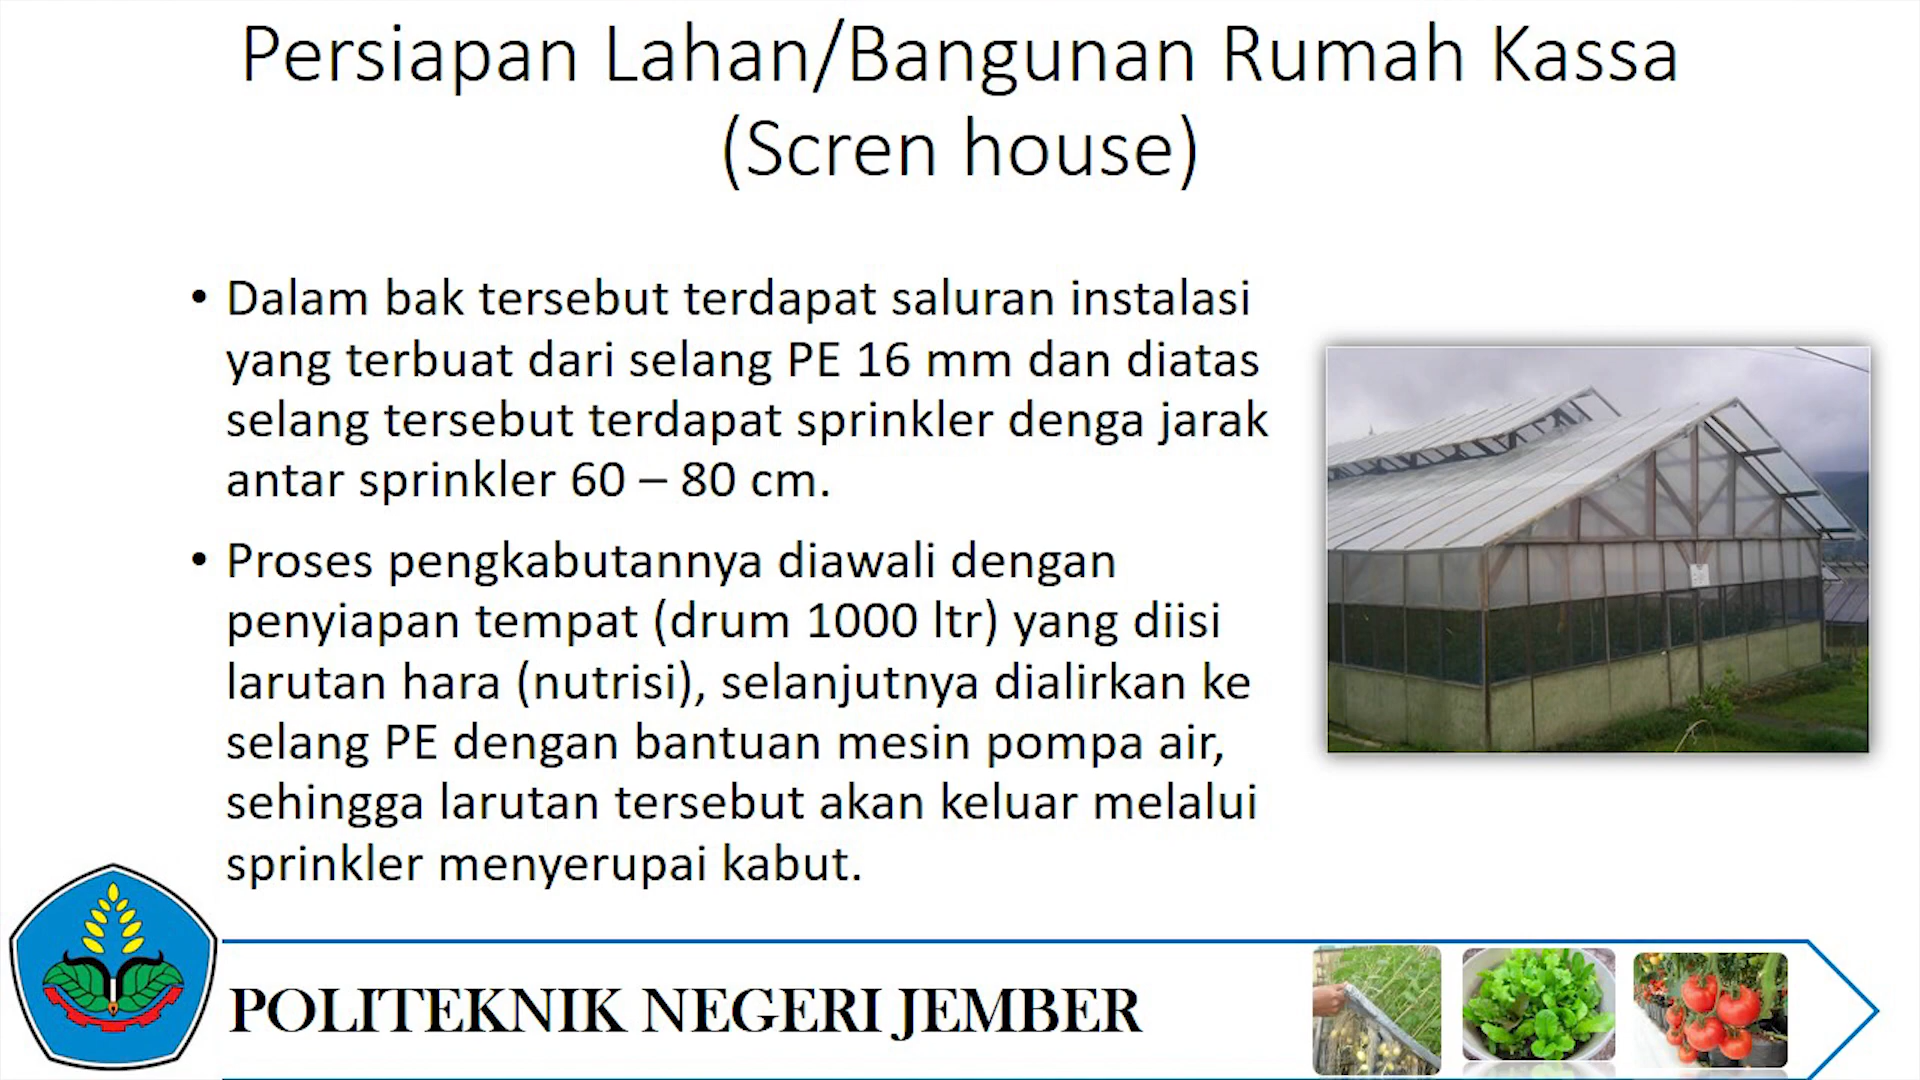 Persiapan Lahan/Bangunan Rumah Kassa
(Scren house)
• Dalam bak tersebut terdapat saluran instalasi
yang terbuat dari selang PE 16 mm dan diatas
selang tersebut terdapat sprinkler denga jarak
antar sprinkler 60 – 80 cm.
• Proses pengkabutannya diawali dengan
penyiapan tempat (drum 1000 ltr) yang diisi
larutan hara (nutrisi), selanjutnya dialirkan ke
selang PE dengan bantuan mesin pompa air,
sehingga larutan tersebut akan keluar melalui
sprinkler menyerupai kabut.
POLITEKNIK NEGERI JEMBER